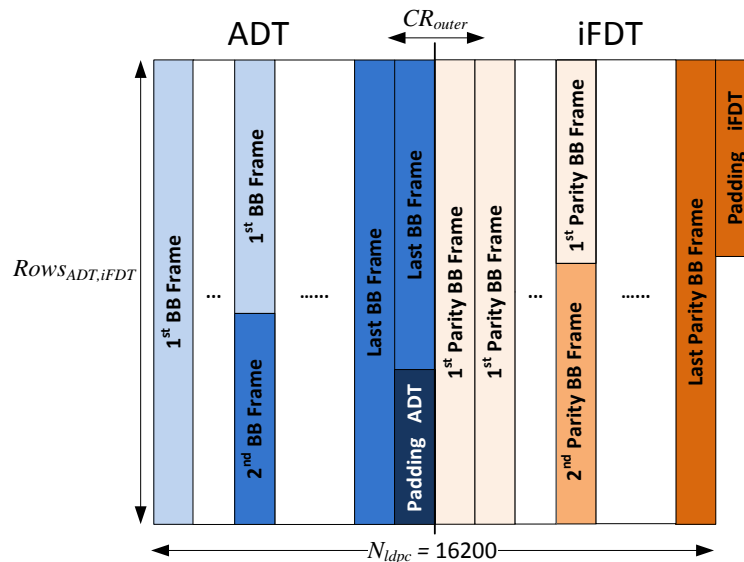 CR_outer
ADT
iFDT
Rows_ADT,iFDT
1st BB Frame
...
1st BB Frame
2nd BB Frame
......
Last BB Frame
Last BB Frame
Padding ADT
1st Parity BB Frame
1st Parity BB Frame
...
1st Parity BB Frame
2nd Parity BB Frame
......
Last Parity BB Frame
Padding iFDT
N_ldpc = 16200